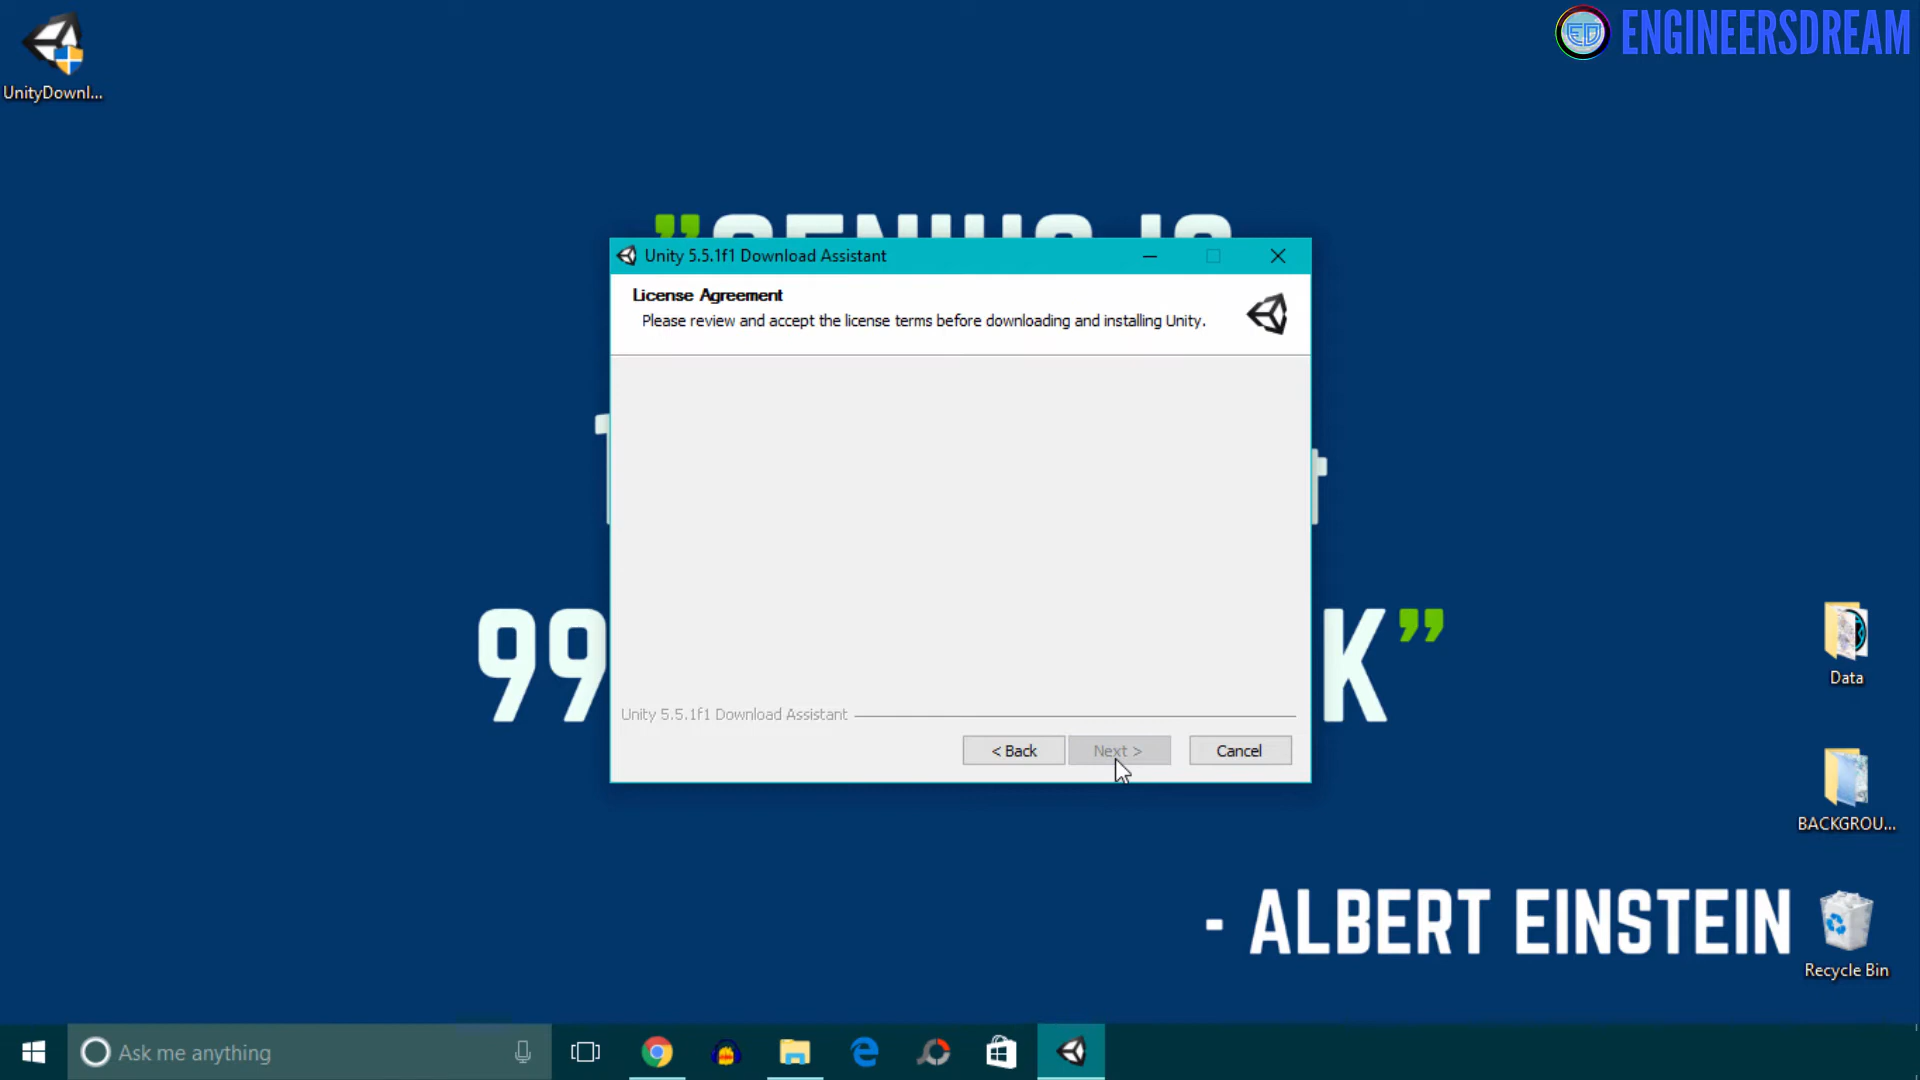 UnityDownl...
ENGINEERSDREAM
Unity 5.5.1f1 Download Assistant
License Agreement
Please review and accept the license terms before downloading and installing Unity.
99
K”
Unity 5.5.1f1 Download Assistant
< Back
Next >
Cancel
Data
BACKGROU...
- ALBERT EINSTEIN
Recycle Bin
Ask me anything